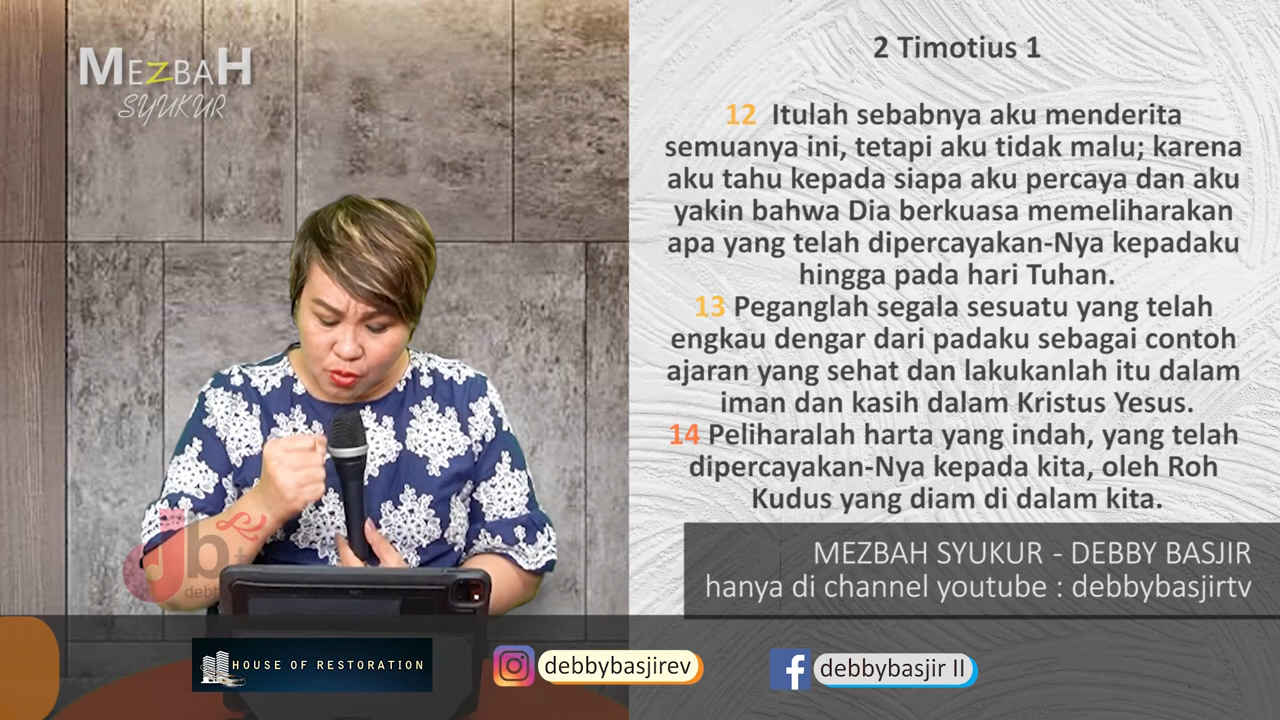 MEZBAH
SYUKUR
2 Timotius 1
12 Itulah sebabnya aku menderita
semuanya ini, tetapi aku tidak malu; karena
aku tahu kepada siapa aku percaya dan aku
yakin bahwa Dia berkuasa memeliharakan
apa yang telah dipercayakan-Nya kepadaku
hingga pada hari Tuhan.
13 Peganglah segala sesuatu yang telah
engkau dengar dari padaku sebagai contoh
ajaran yang sehat dan lakukanlah itu dalam
iman dan kasih dalam Kristus Yesus.
14 Peliharalah harta yang indah, yang telah
dipercayakan-Nya kepada kita, oleh Roh
Kudus yang diam di dalam kita.
MEZBAH SYUKUR - DEBBY BASJIR
hanya di channel youtube : debbybasjirtv
HOUSE OF RESTORATION
debbybasjirev
debbybasjir II